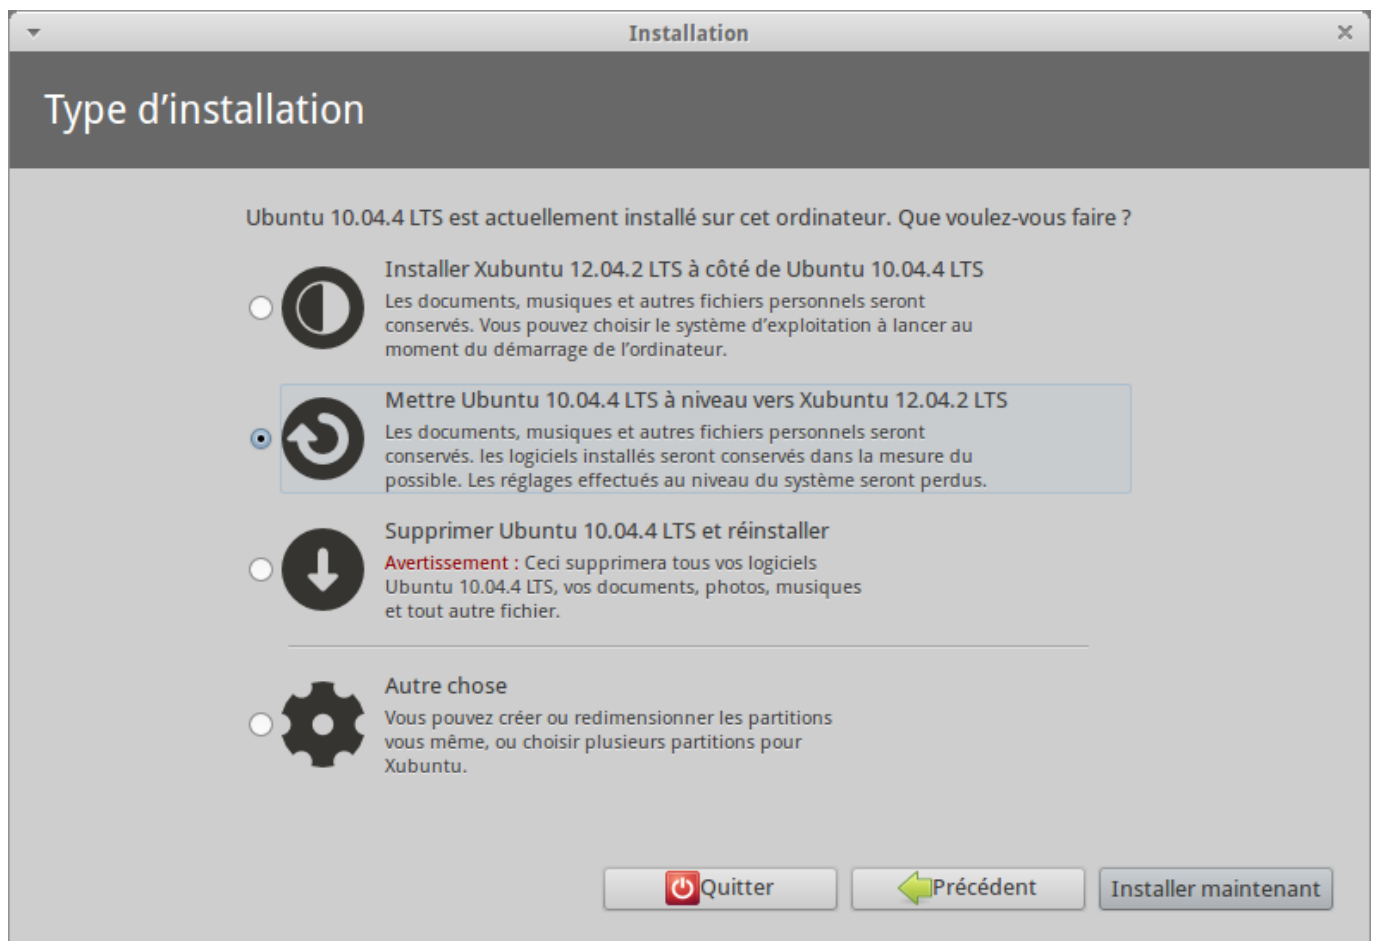 Installation
Type d’installation
Ubuntu 10.04.4 LTS est actuellement installé sur cet ordinateur. Que voulez-vous faire ?
Installer Xubuntu 12.04.2 LTS à côté de Ubuntu 10.04.4 LTS
Les documents, musiques et autres fichiers personnels seront
conservés. Vous pouvez choisir le système d’exploitation à lancer au
moment du démarrage de l’ordinateur.
Mettre Ubuntu 10.04.4 LTS à niveau vers Xubuntu 12.04.2 LTS
Les documents, musiques et autres fichiers personnels seront
conservés. les logiciels installés seront conservés dans la mesure du
possible. Les réglages effectués au niveau du système seront perdus.
Supprimer Ubuntu 10.04.4 LTS et réinstaller
Avertissement : Ceci supprimera tous vos logiciels
Ubuntu 10.04.4 LTS, vos documents, photos, musiques
et tout autre fichier.
Autre chose
Vous pouvez créer ou redimensionner les partitions
vous même, ou choisir plusieurs partitions pour
Xubuntu.
Quitter
Précédent
Installer maintenant